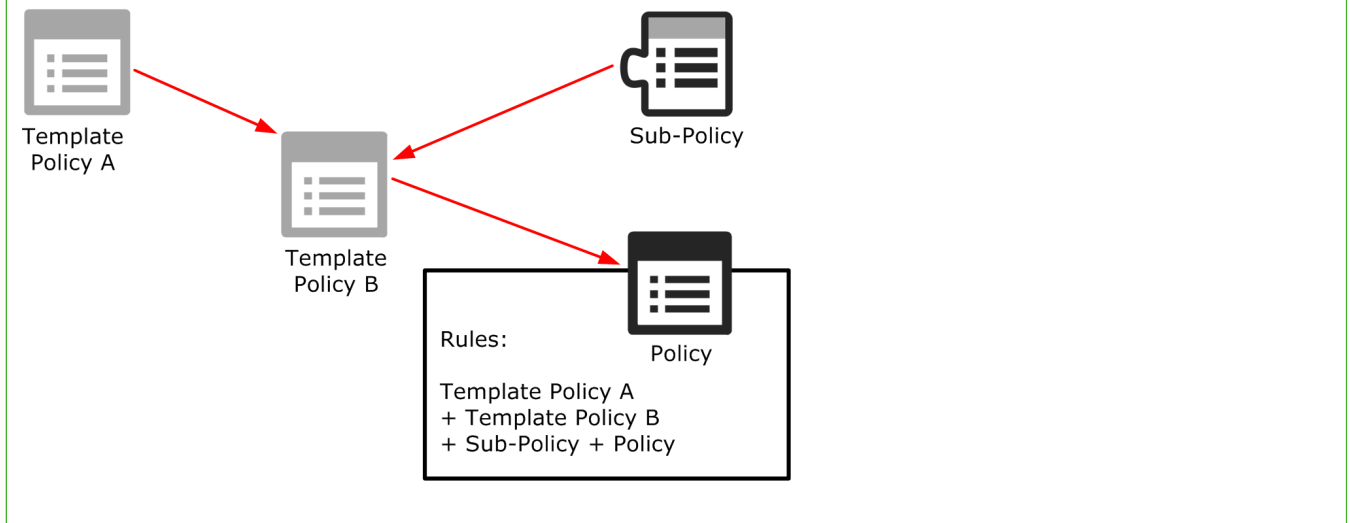 Template
Policy A
Sub-Policy
Template
Policy B
Policy
Rules:
Template Policy A
+ Template Policy B
+ Sub-Policy + Policy